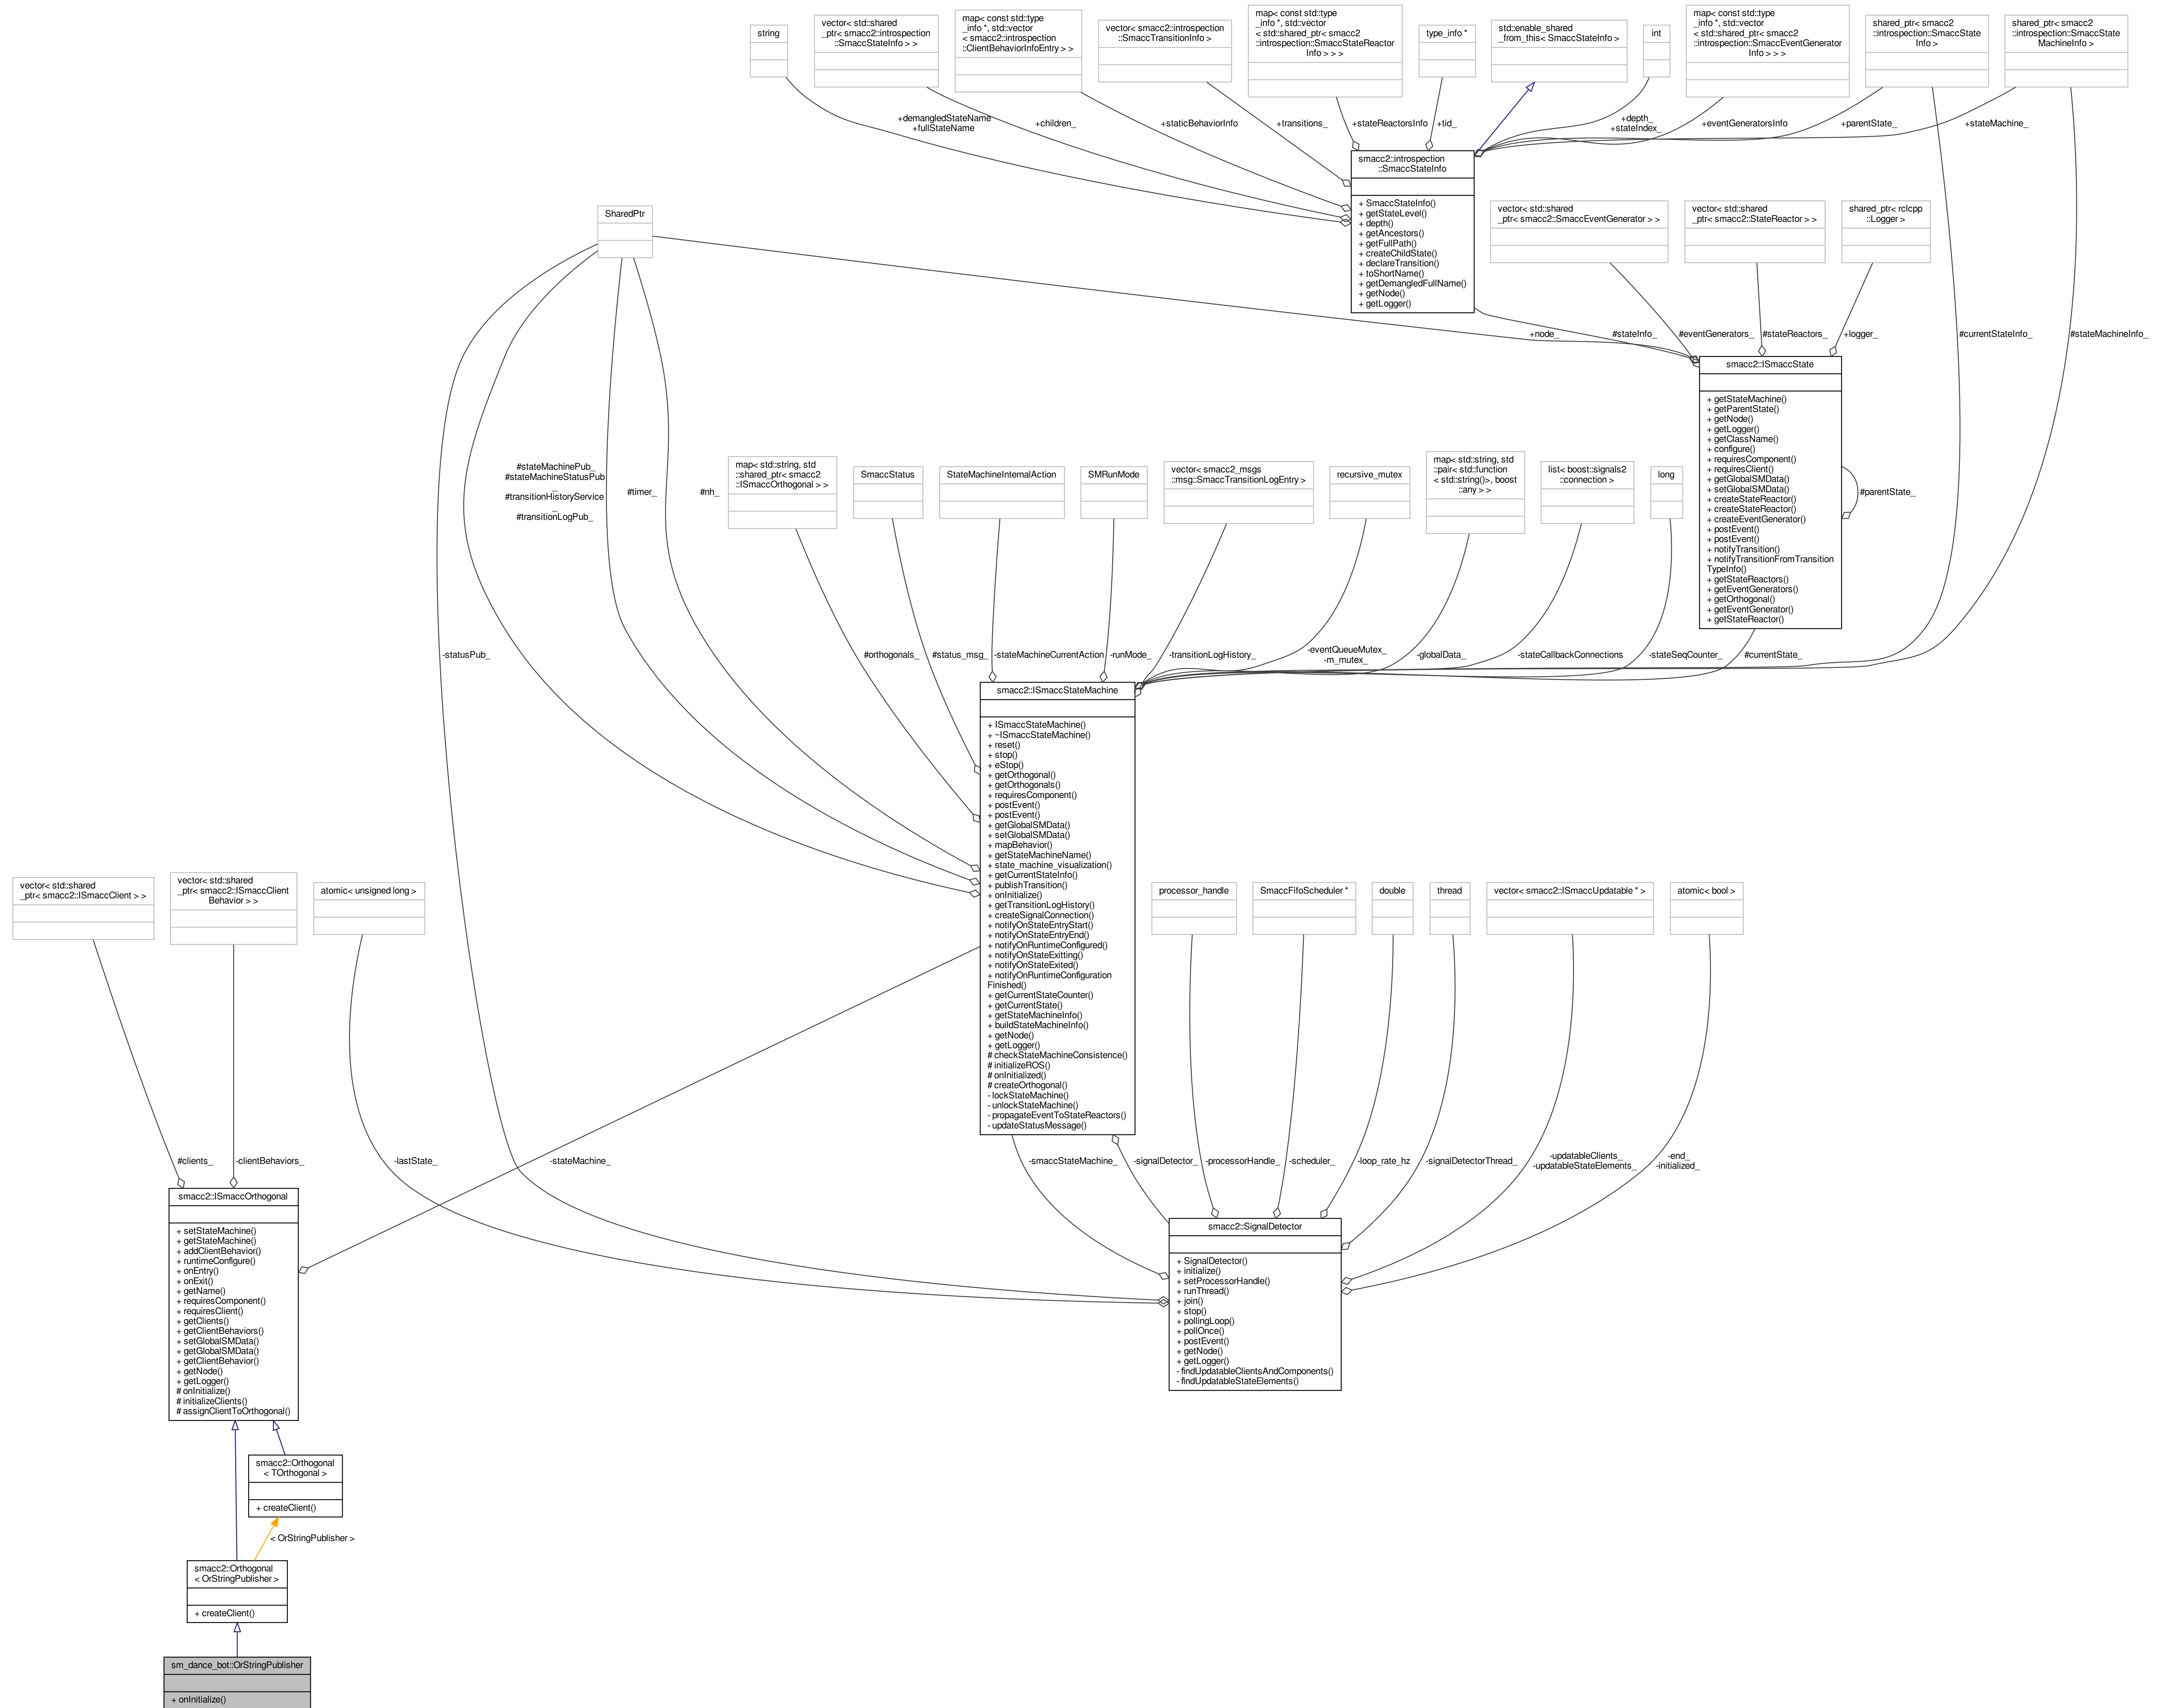 string
vector< std::shared
_ptr< smacc2::introspection
::SmaccStateInfo > >
map< const std::type
_info *, std::vector
< smacc2::introspection
::ClientBehaviorInfoEntry > >
vector< smacc2::introspection
::SmaccTransitionInfo >
map< const std::type
_info *, std::vector
< std::shared_ptr< smacc2
::introspection::SmaccStateReactor
Info > > >
type_info *
std::enable_shared
_from_this< SmaccStateInfo >
int
map< const std::type
_info *, std::vector
< std::shared_ptr< smacc2
::introspection::SmaccEventGenerator
Info > > >
shared_ptr< smacc2
::introspection::SmaccState
Info >
shared_ptr< smacc2
::introspection::SmaccState
MachineInfo >
+demangledStateName
+fullStateName
+children_
+staticBehaviorInfo
+transitions_
+stateReactorsInfo
+tid_
+depth_
+stateIndex_
+eventGeneratorsInfo
+parentState_
+stateMachine_
smacc2::introspection
::SmaccStateInfo
+ SmaccStateInfo()
+ getStateLevel()
+ depth()
+ getAncestors()
+ getFullPath()
+ createChildState()
+ declareTransition()
+ toShortName()
+ getDemangledFullName()
+ getNode()
+ getLogger()
SharedPtr
vector< std::shared
_ptr< smacc2::SmaccEventGenerator > >
vector< std::shared
_ptr< smacc2::StateReactor > >
shared_ptr< rclcpp
::Logger >
+node_
#stateInfo_
#eventGenerators_
#stateReactors_
+logger_
#currentStateInfo_
#stateMachineInfo_
smacc2::ISmaccState
+ getStateMachine()
+ getParentState()
+ getNode()
+ getLogger()
+ getClassName()
+ configure()
+ requiresComponent()
+ requiresClient()
+ getGlobalSMData()
+ setGlobalSMData()
+ createStateReactor()
+ createStateReactor()
+ createEventGenerator()
+ postEvent()
+ postEvent()
+ notifyTransition()
+ notifyTransitionFromTransition
TypeInfo()
+ getStateReactors()
+ getEventGenerators()
+ getOrthogonal()
+ getEventGenerator()
+ getStateReactor()
#parentState_
#stateMachinePub_
#stateMachineStatusPub
_
#transitionHistoryService
_
#transitionLogPub_
#timer_
#nh_
map< std::string, std
::shared_ptr< smacc2
::ISmaccOrthogonal > >
SmaccStatus
StateMachineInternalAction
SMRunMode
vector< smacc2_msgs
::msg::SmaccTransitionLogEntry >
recursive_mutex
map< std::string, std
::pair< std::function
< std::string()>, boost
::any > >
list< boost::signals2
::connection >
long
-statusPub_
#orthogonals_
#status_msg_
-stateMachineCurrentAction
-runMode_
-transitionLogHistory_
-eventQueueMutex_
-m_mutex_
-globalData_
-stateCallbackConnections
-stateSeqCounter_
#currentState_
smacc2::ISmaccStateMachine
+ ISmaccStateMachine()
+ ~ISmaccStateMachine()
+ reset()
+ stop()
+ eStop()
+ getOrthogonal()
+ getOrthogonals()
+ requiresComponent()
+ postEvent()
+ postEvent()
+ getGlobalSMData()
+ setGlobalSMData()
+ mapBehavior()
+ getStateMachineName()
+ state_machine_visualization()
+ getCurrentStateInfo()
+ publishTransition()
+ onInitialize()
+ getTransitionLogHistory()
+ createSignalConnection()
+ notifyOnStateEntryStart()
+ notifyOnStateEntryEnd()
+ notifyOnRuntimeConfigured()
+ notifyOnStateExitting()
+ notifyOnStateExited()
+ notifyOnRuntimeConfiguration
Finished()
+ getCurrentStateCounter()
+ getCurrentState()
+ getStateMachineInfo()
+ buildStateMachineInfo()
+ getNode()
+ getLogger()
# checkStateMachineConsistence()
# initializeROS()
# onInitialized()
# createOrthogonal()
- lockStateMachine()
- unlockStateMachine()
- propagateEventToStateReactors()
- updateStatusMessage()
vector< std::shared
_ptr< smacc2::ISmaccClient > >
vector< std::shared
_ptr< smacc2::ISmaccClient
Behavior > >
atomic< unsigned long >
processor_handle
SmaccFifoScheduler *
double
thread
vector< smacc2::ISmaccUpdatable * >
atomic< bool >
#clients_
-clientBehaviors_
-lastState_
-stateMachine_
-smaccStateMachine_
-signalDetector_
-processorHandle_
-scheduler_
-loop_rate_hz
-signalDetectorThread_
-updatableClients_
-updatableStateElements_
-end_
-initialized_
smacc2::ISmaccOrthogonal
+ setStateMachine()
+ getStateMachine()
+ addClientBehavior()
+ runtimeConfigure()
+ onEntry()
+ onExit()
+ getName()
+ requiresComponent()
+ requiresClient()
+ getClients()
+ getClientBehaviors()
+ setGlobalSMData()
+ getGlobalSMData()
+ getClientBehavior()
+ getNode()
+ getLogger()
# onInitialize()
# initializeClients()
# assignClientToOrthogonal()
smacc2::SignalDetector
+ SignalDetector()
+ initialize()
+ setProcessorHandle()
+ runThread()
+ join()
+ stop()
+ pollingLoop()
+ pollOnce()
+ postEvent()
+ getNode()
+ getLogger()
- findUpdatableClientsAndComponents()
- findUpdatableStateElements()
smacc2::Orthogonal
< TOrthogonal >
+ createClient()
< OrStringPublisher >
smacc2::Orthogonal
< OrStringPublisher >
+ createClient()
sm_dance_bot::OrStringPublisher
+ onInitialize()